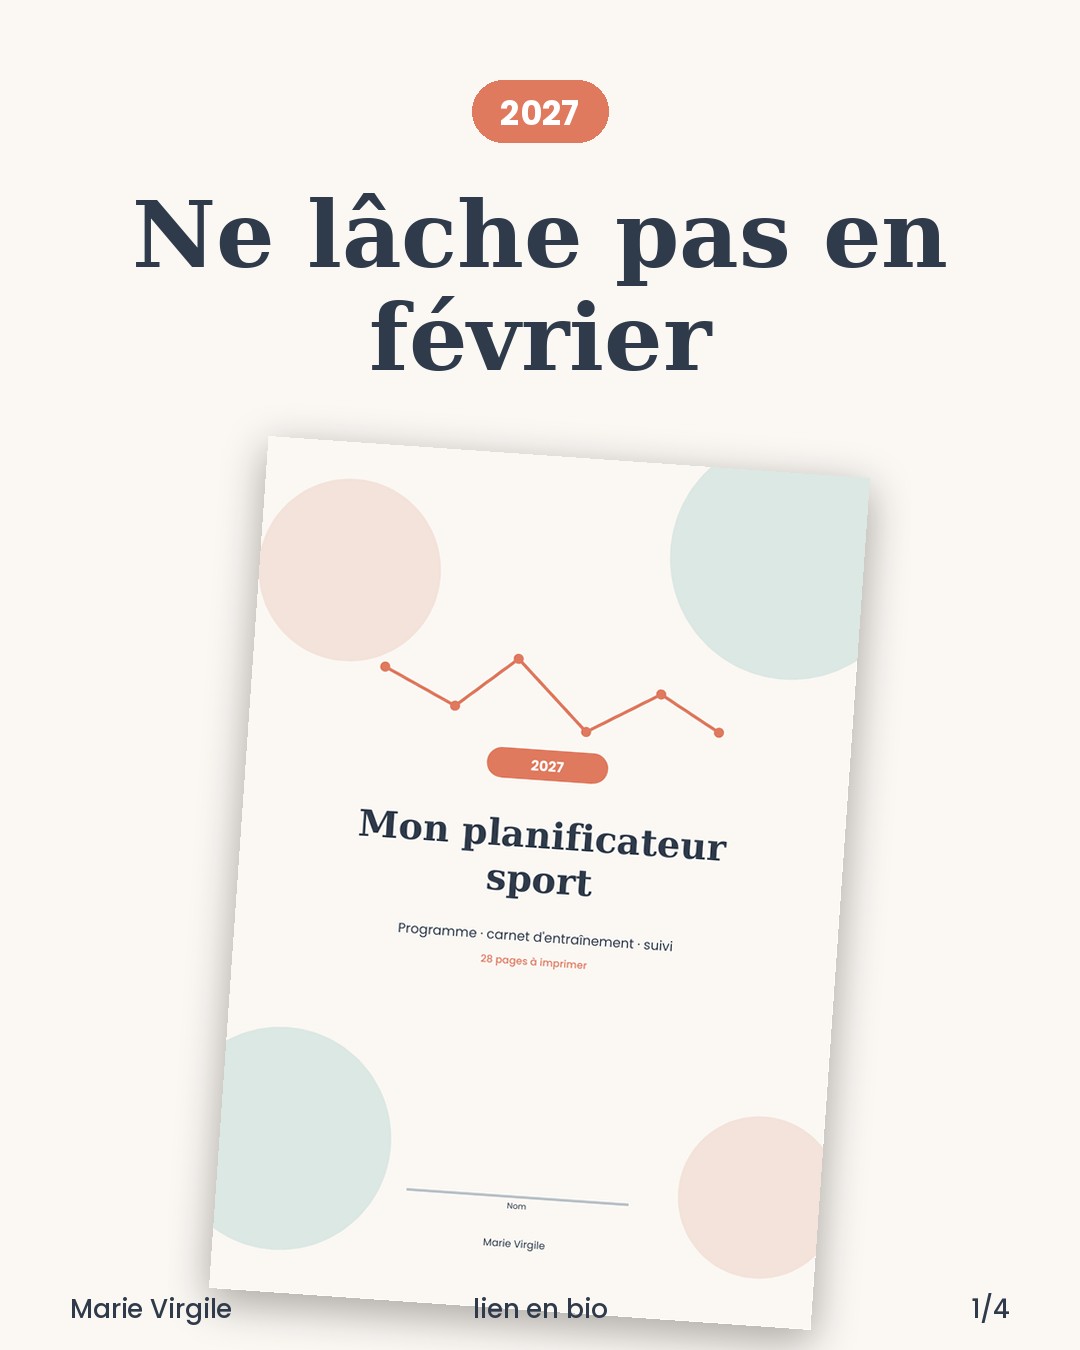 2027
Ne lâche pas en
février
2027
Mon planificateur
sport
Programme · carnet d'entraînement · suivi
28 pages à imprimer
Nom
Marie Virgile
Marie Virgile
lien en bio
1/4